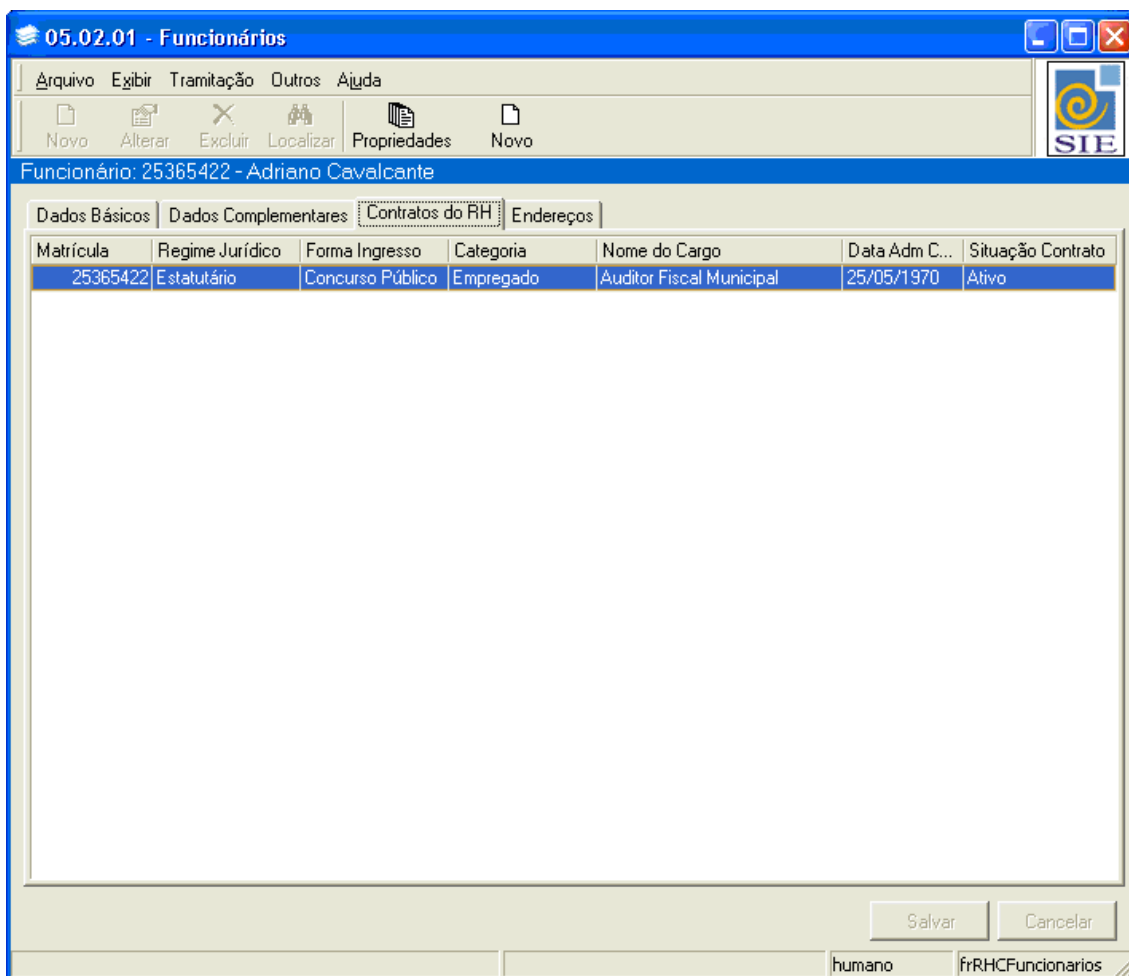 05.02.01 - Funcionários
Arquivo Exibir Tramitação Outros Ajuda
Novo Alterar Excluir Localizar Propriedades Novo
SIE
Funcionário: 25365422 - Adriano Cavalcante
Dados Básicos Dados Complementares Contratos do RH Endereços
Matrícula Regime Jurídico Forma Ingresso Categoria Nome do Cargo Data Adm C... Situação Contrato
25365422 Estatutário Concurso Público Empregado Auditor Fiscal Municipal 25/05/1970 Ativo
Salvar Cancelar
humano frRHCFuncionarios